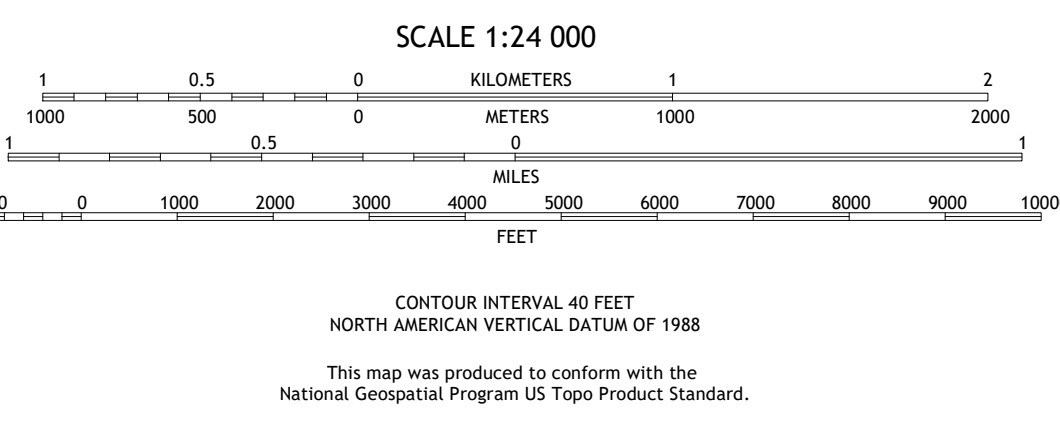 SCALE 1:24 000
1 0.5 0 KILOMETERS 1 2
1000 500 0 METERS 1000 2000
1 0.5 0 1
MILES
0 0 1000 2000 3000 4000 5000 6000 7000 8000 9000 1000
FEET
CONTOUR INTERVAL 40 FEET
NORTH AMERICAN VERTICAL DATUM OF 1988
This map was produced to conform with the
National Geospatial Program US Topo Product Standard.